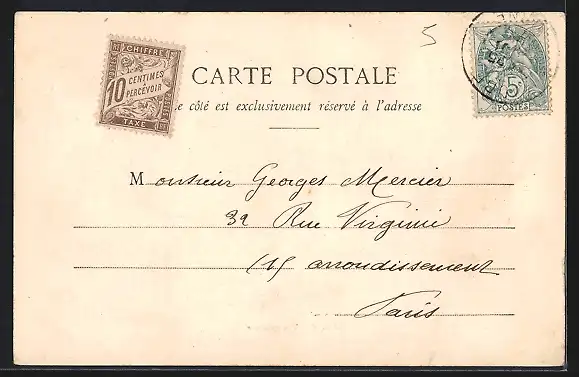 5
CHIFFRE
10 CENTIMES
À PERCEVOIR
TAXE
5
POSTES
CARTE POSTALE
e côté est exclusivement réservé à l'adresse
Monsieur Georges Mercier
32 Rue Virginie
(15 arrondissement
Paris